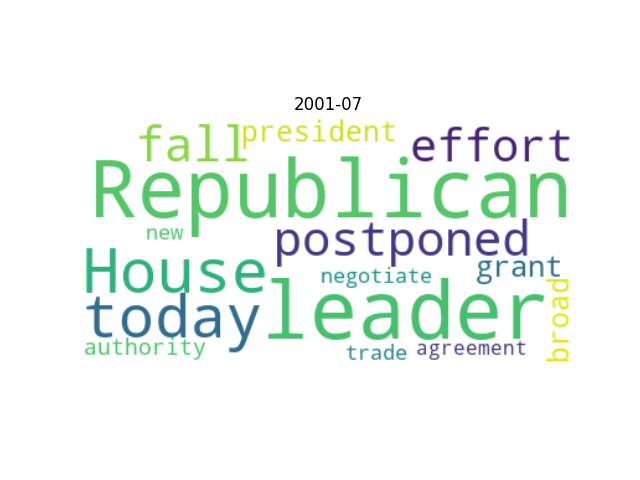 2001-07
fall president effort
Republican
new postponed
House negotiate grant
today leader broad
authority trade agreement